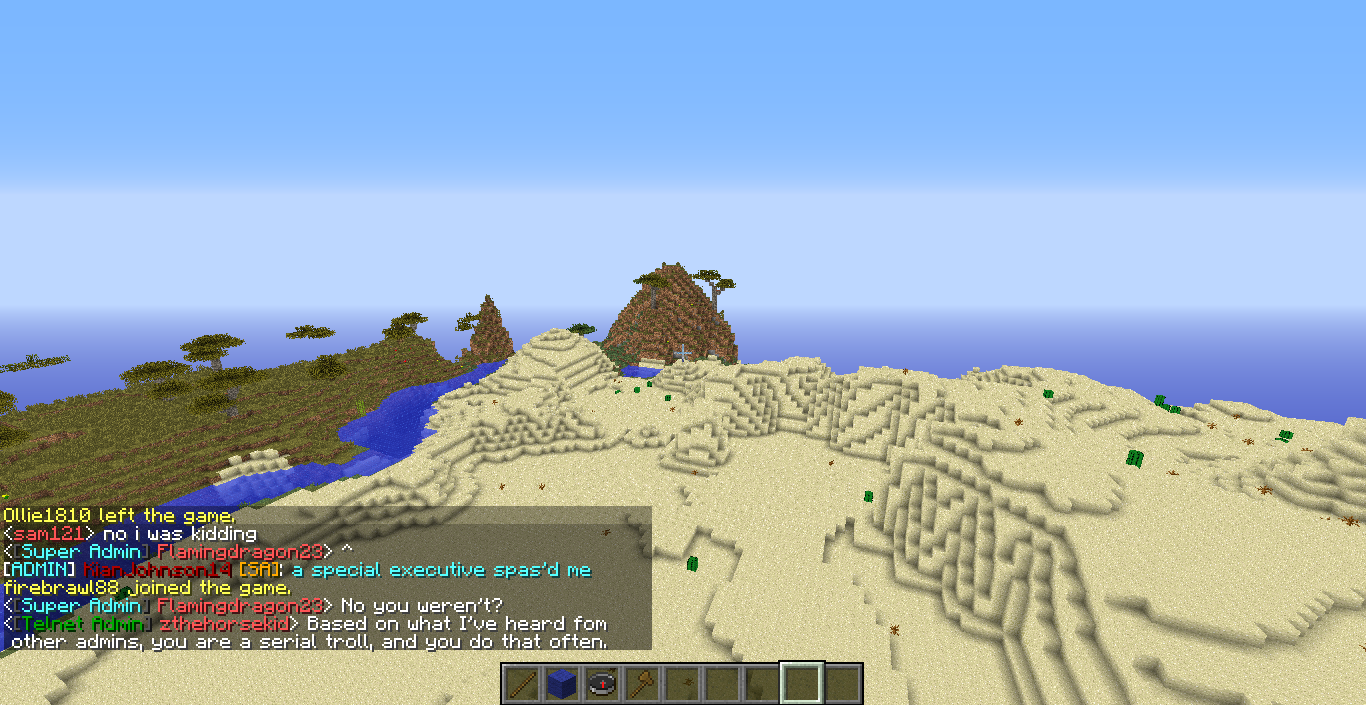 Ollie1810 left the game.
<sam121> no i was kidding
<[Super Admin] Flamingdragon23> ^
[ADMIN] KianJohnson14 [SA]: a special executive spas'd me
firebrawl88 joined the game.
<[Super Admin] Flamingdragon23> No you weren't?
<[Telnet Admin] zthehorsekid> Based on what I've heard fom
other admins, you are a serial troll, and you do that often.